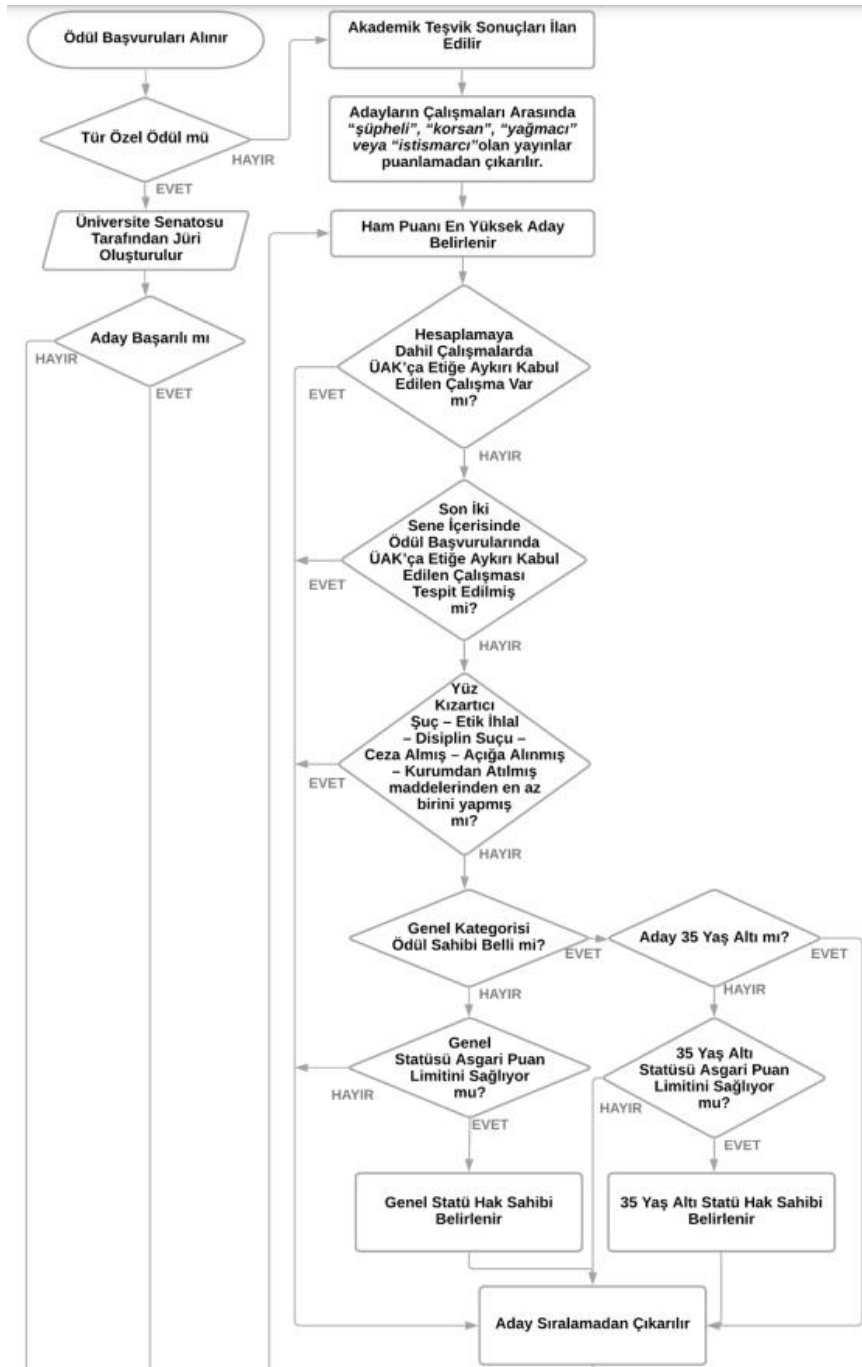 Ödül Başvuruları Alınır
Tür Özel Ödül mü
HAYIR
EVET
Üniversite Senatosu
Tarafından Jüri
Oluşturulur
Aday Başarılı mı
HAYIR
EVET
Akademik Teşvik Sonuçları İlan
Edilir
Adayların Çalışmaları Arasında
“şüpheli”, “korsan”, “yağmacı”
veya “istismarcı”olan yayınlar
puanlamadan çıkarılır.
Ham Puanı En Yüksek Aday
Belirlenir
Hesaplamaya
Dahil Çalışmalarda
ÜAK'ça Etiğe Aykırı Kabul
Edilen Çalışma Var
mı?
EVET
HAYIR
Son İki
Sene İçerisinde
Ödül Başvurularında
ÜAK'ça Etiğe Aykırı Kabul
Edilen Çalışması
Tespit Edilmiş
mi?
EVET
HAYIR
Yüz
Kızartıcı
Şuç – Etik İhlal
– Disiplin Suçu –
Ceza Almış – Açığa Alınmış
– Kurumdan Atılmış
maddelerinden en az
birini yapmış
mı?
EVET
HAYIR
Genel Kategorisi
Ödül Sahibi Belli mi?
EVET
HAYIR
Aday 35 Yaş Altı mı?
EVET
HAYIR
Genel
Statüsü Asgari Puan
Limitini Sağlıyor
mu?
HAYIR
EVET
35 Yaş Altı
Statüsü Asgari Puan
Limitini Sağlıyor
mu?
HAYIR
EVET
Genel Statü Hak Sahibi
Belirlenir
35 Yaş Altı Statü Hak Sahibi
Belirlenir
Aday Sıralamadan Çıkarılır